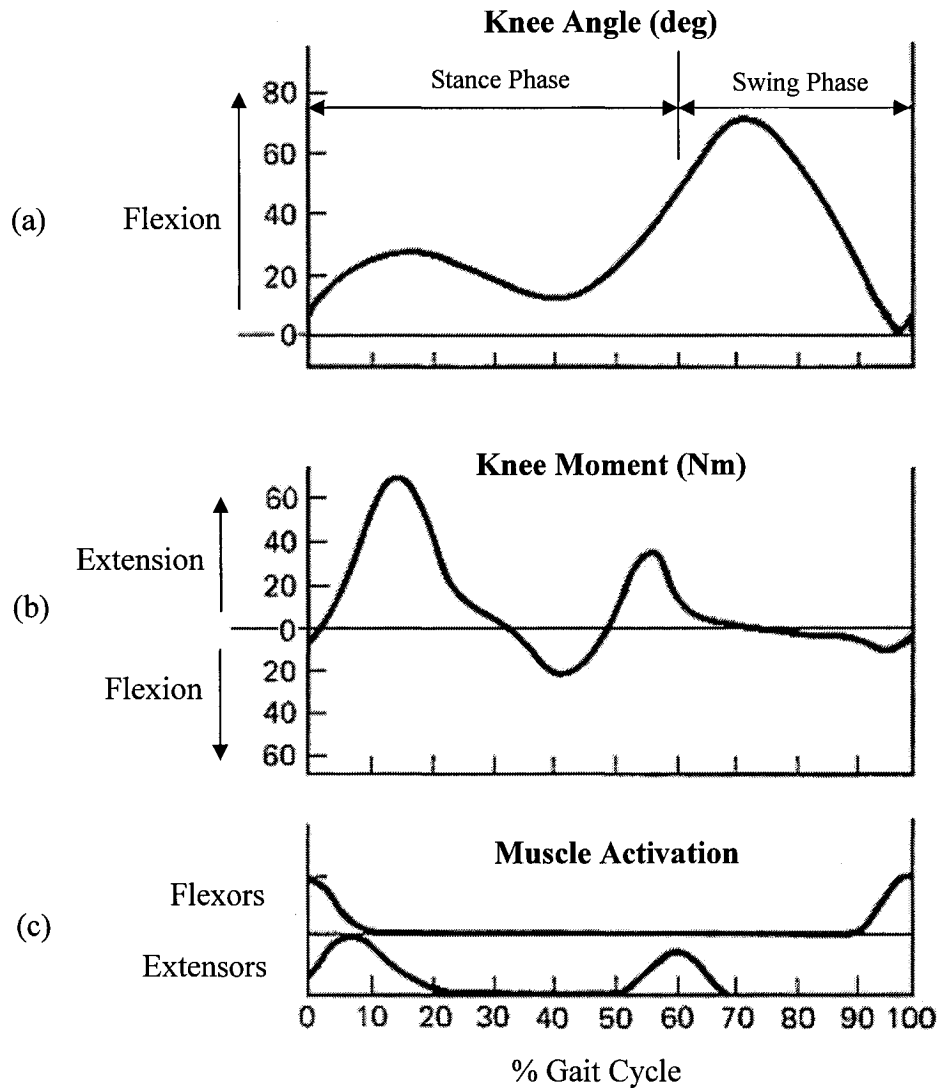 (a)
Knee Angle (deg)
Stance Phase
Swing Phase
Flexion
80
60
40
20
0
(b)
Knee Moment (Nm)
Extension
Flexion
60
40
20
0
20
40
60
(c)
Muscle Activation
Flexors
Extensors
0 10 20 30 40 50 60 70 80 90 100
% Gait Cycle